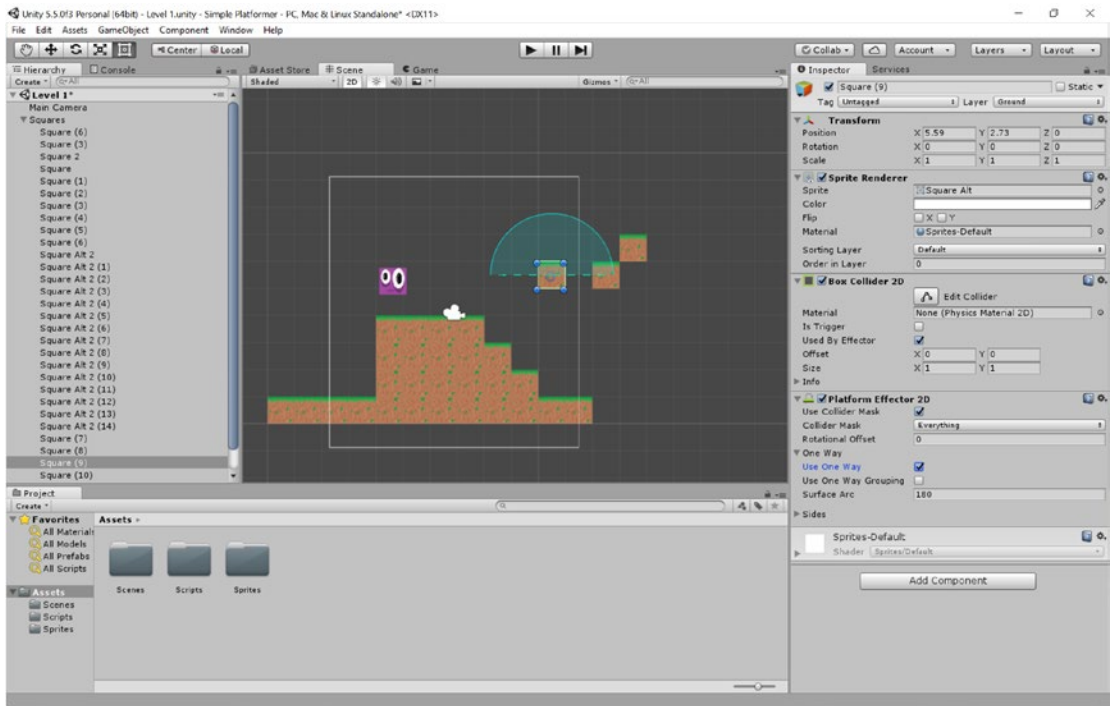 Unity 5.5.0f3 Personal (64bit) - Level 1.unity - Simple Platformer - PC, Mac & Linux Standalone* <DX11>
File Edit Assets GameObject Component Window Help
Center Local Collab Account Layers Layout
Hierarchy Console Asset Store Scene Game Inspector Services
Create All Shaded 2D Gizmos All
Level 1*
Main Camera
Squares
Square (6)
Square (3)
Square 2
Square
Square (1)
Square (2)
Square (3)
Square (4)
Square (5)
Square (6)
Square Alt 2
Square Alt 2 (1)
Square Alt 2 (2)
Square Alt 2 (3)
Square Alt 2 (4)
Square Alt 2 (5)
Square Alt 2 (6)
Square Alt 2 (7)
Square Alt 2 (8)
Square Alt 2 (9)
Square Alt 2 (10)
Square Alt 2 (11)
Square Alt 2 (12)
Square Alt 2 (13)
Square Alt 2 (14)
Square (7)
Square (8)
Square (9)
Square (10)
Square (9) Static
Tag Untagged Layer Ground
Transform
Position X 5.59 Y 2.73 Z 0
Rotation X 0 Y 0 Z 0
Scale X 1 Y 1 Z 1
Sprite Renderer
Sprite Square Alt
Color
Flip X Y
Material Sprites-Default
Sorting Layer Default
Order in Layer 0
Box Collider 2D
Edit Collider
Material None (Physics Material 2D)
Is Trigger
Used By Effector
Offset X 0 Y 0
Size X 1 Y 1
Info
Platform Effector 2D
Use Collider Mask
Collider Mask Everything
Rotational Offset 0
One Way
Use One Way
Use One Way Grouping
Surface Arc 180
Sides
Sprites-Default
Shader Sprites/Default
Add Component
Project
Create
Favorites
All Materials
All Models
All Prefabs
All Scripts
Assets
Scenes
Scripts
Sprites
Assets
Scenes Scripts Sprites